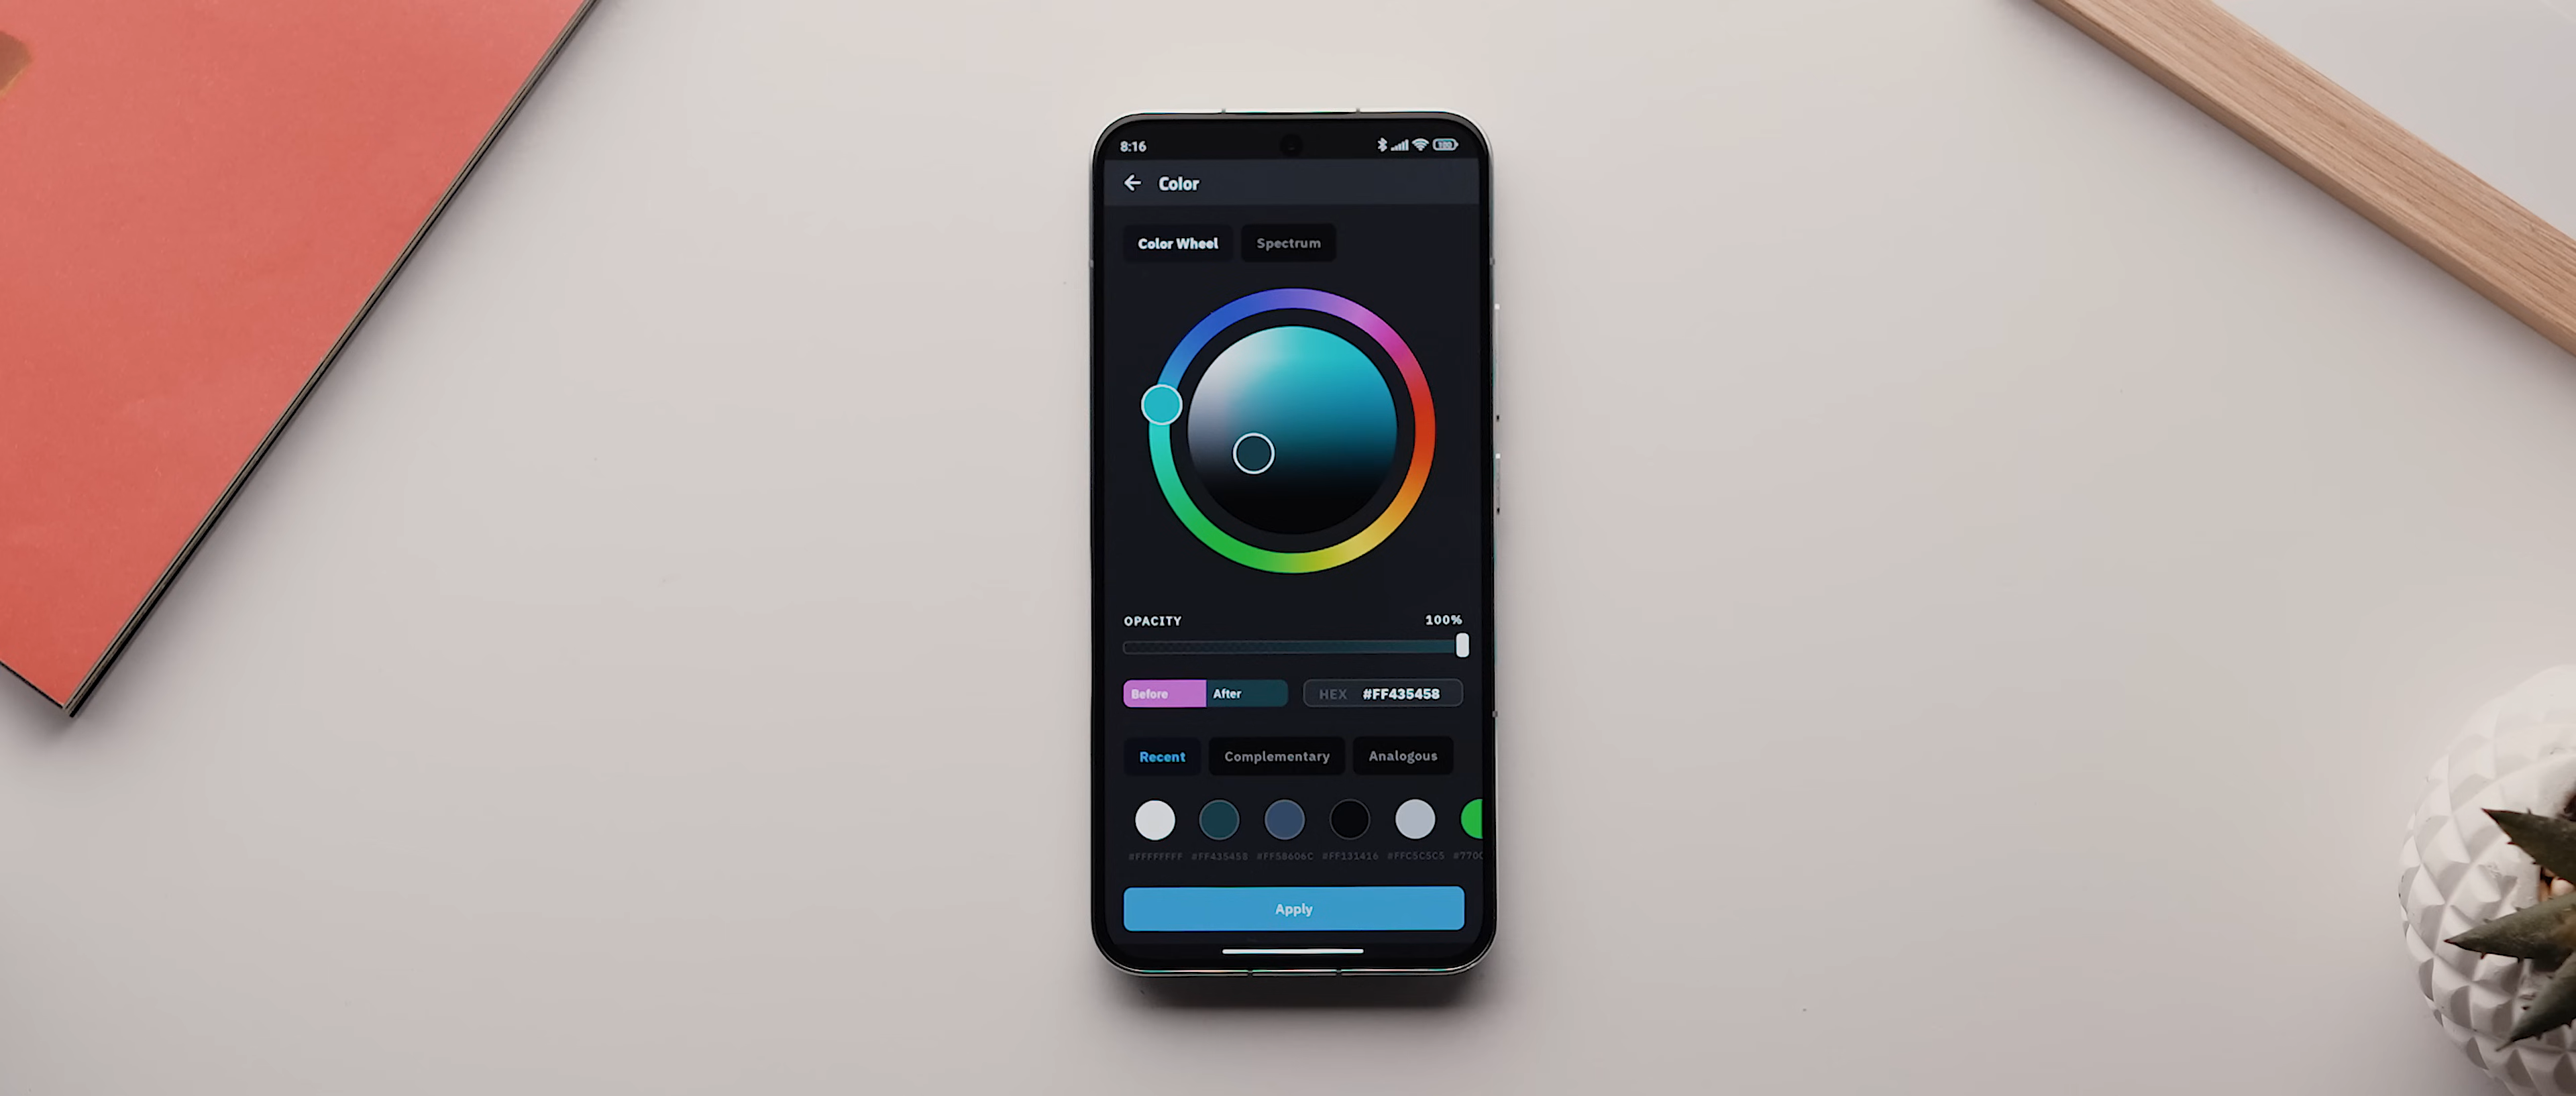 8:16
100
Color
Color Wheel Spectrum
OPACITY 100%
Before After HEX #FF435458
Recent Complementary Analogous
#FFFFFFFF #FF435458 #FF58606C #FF131416 #FFC5C5C5
Apply